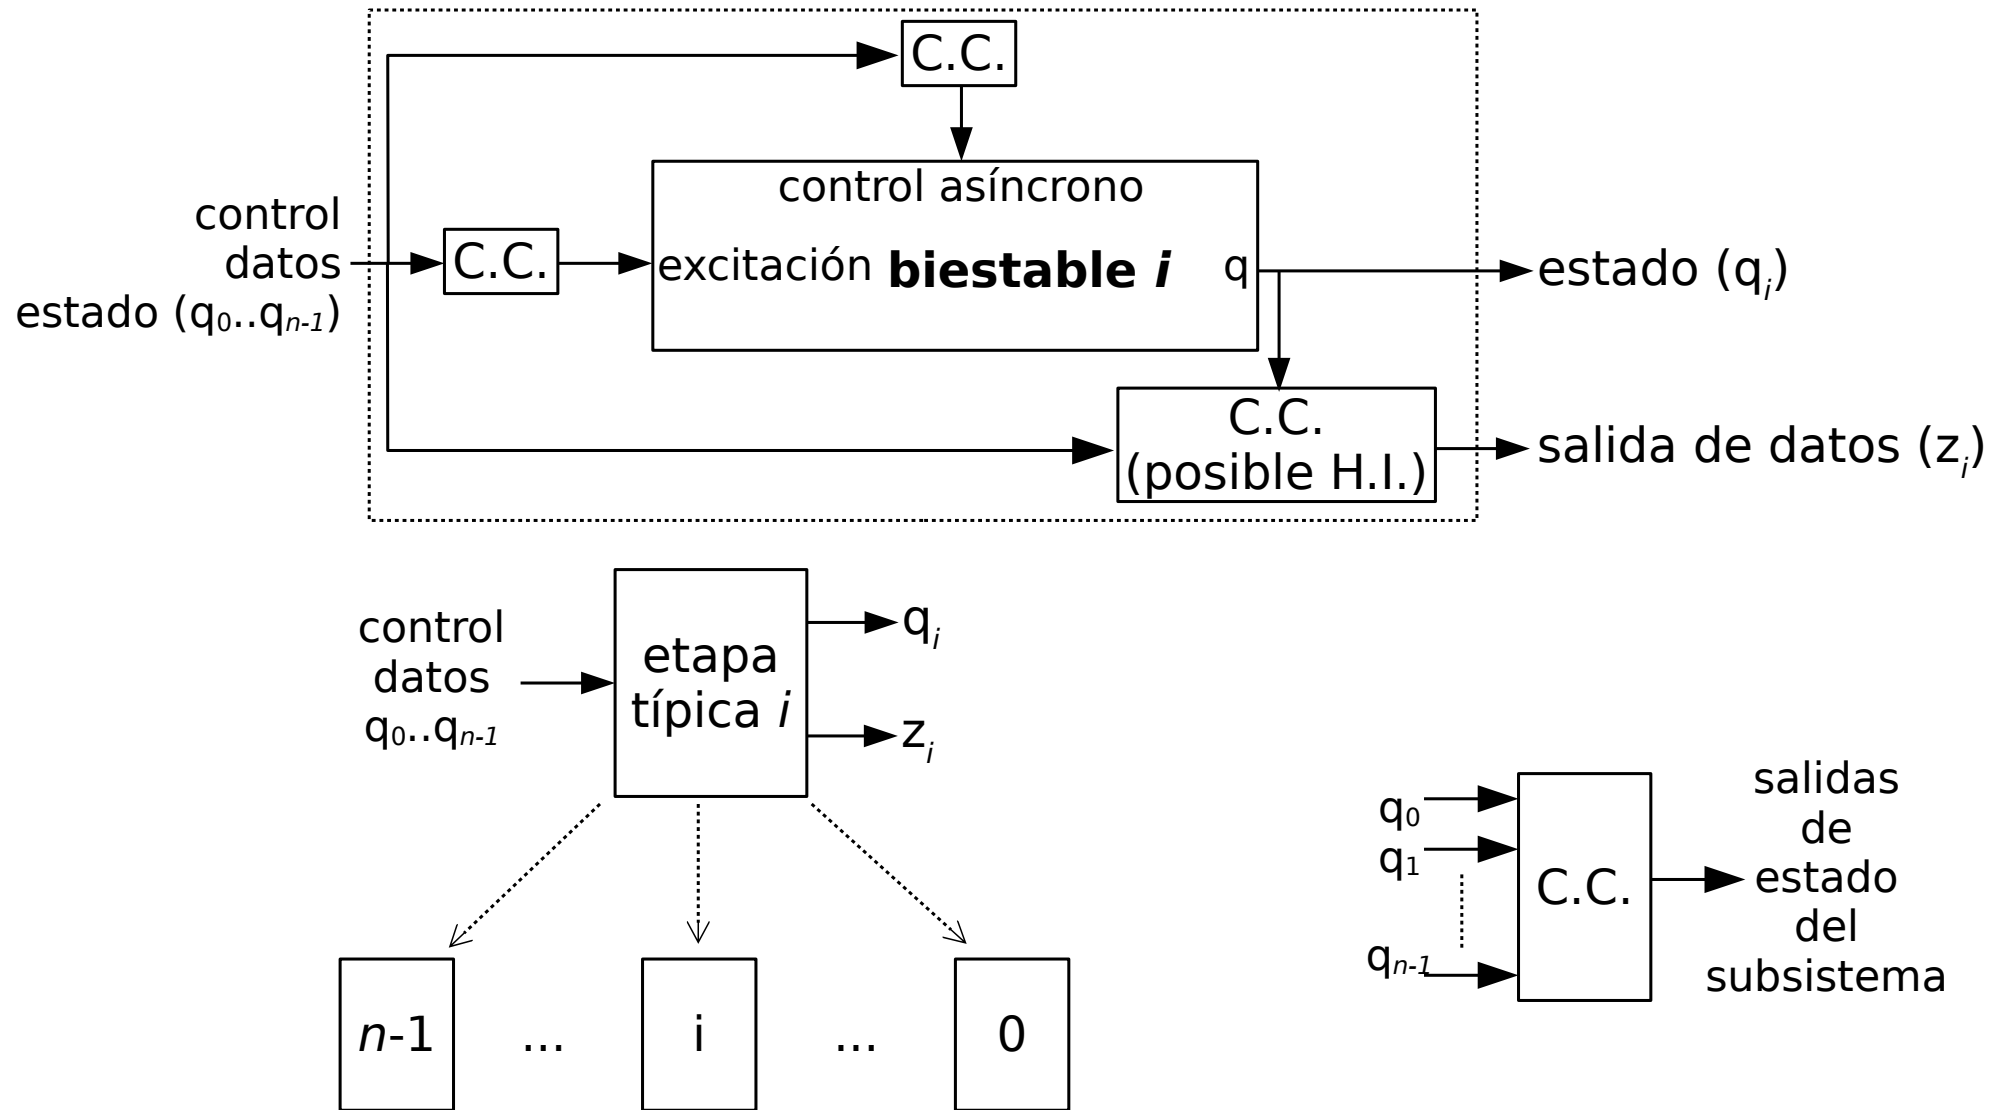 C.C.
control asíncrono
control
datos
estado (q0..qn-1)
C.C.
excitación biestable i q
estado (qi)
C.C.
(posible H.I.)
salida de datos (zi)
control
datos
q0..qn-1
etapa
típica i
qi
zi
n-1 ... i ... 0
q0
q1
qn-1
C.C.
salidas
de
estado
del
subsistema